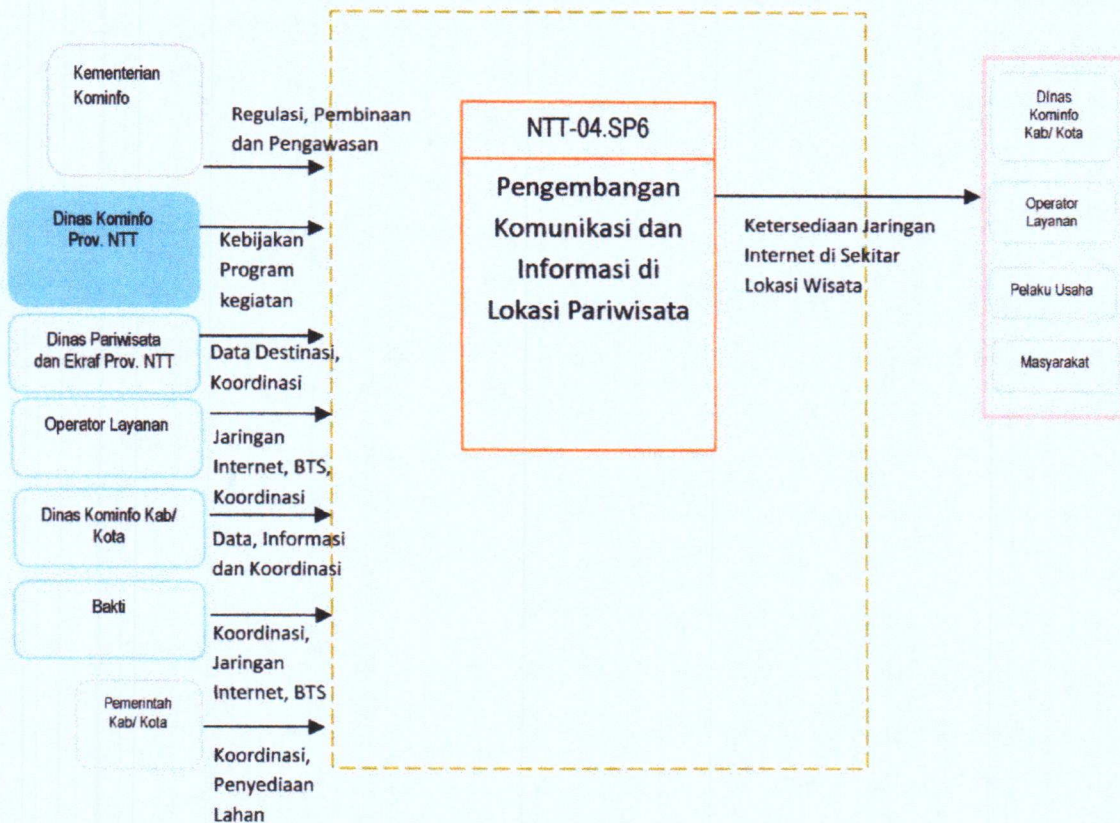 Kementerian
Kominfo
Regulasi, Pembinaan
dan Pengawasan
Dinas Kominfo
Prov. NTT
Kebijakan
Program
kegiatan
Dinas Pariwisata
dan Ekraf Prov. NTT
Data Destinasi,
Koordinasi
Operator Layanan
Jaringan
Internet, BTS,
Koordinasi
Dinas Kominfo Kab/
Kota
Data, Informasi
dan Koordinasi
Bakti
Koordinasi,
Jaringan
Internet, BTS
Pemerintah
Kab/ Kota
Koordinasi,
Penyediaan
Lahan
NTT-04.SP6
Pengembangan
Komunikasi dan
Informasi di
Lokasi Pariwisata
Ketersediaan Jaringan
Internet di Sekitar
Lokasi Wisata
Dinas
Kominfo
Kab/ Kota
Operator
Layanan
Pelaku Usaha
Masyarakat